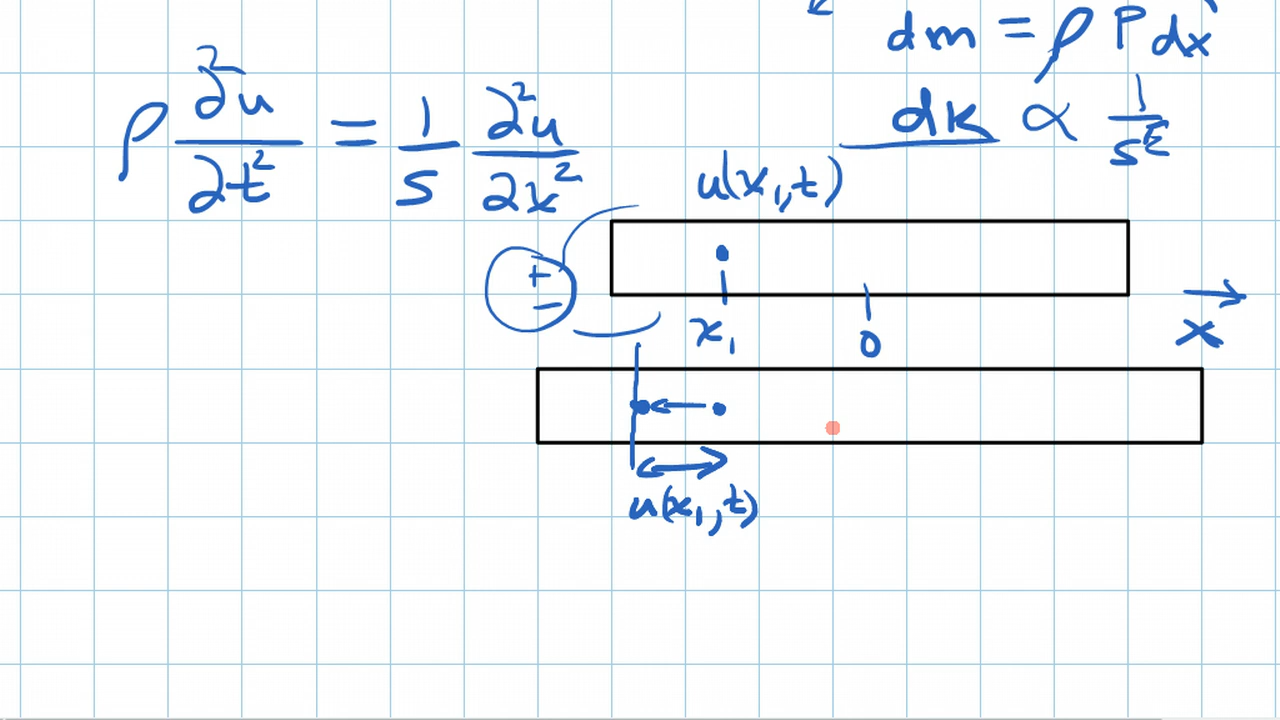 dm = ρ P dx
ρ ∂²u/∂t² = 1/s ∂²u/∂x²
dk ∝ 1/s^E
u(x₁,t)
+
−
x₁
0
x
u(x₁,t)